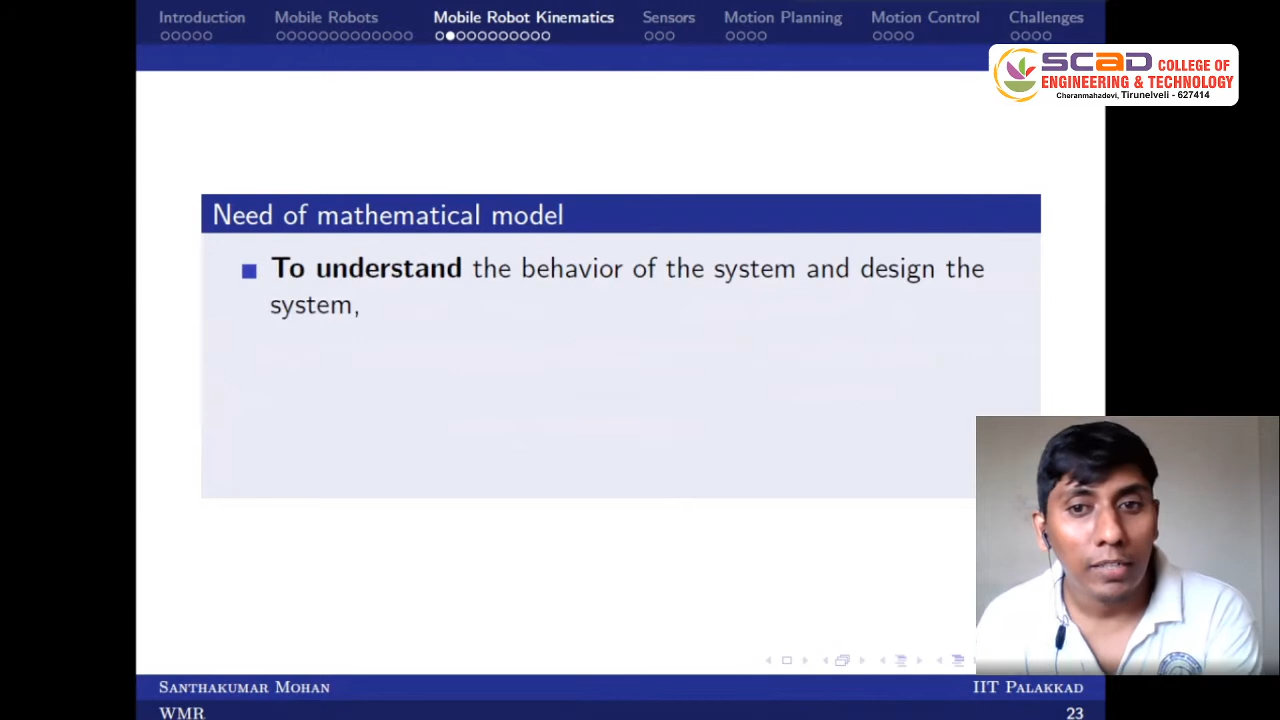 Introduction Mobile Robots Mobile Robot Kinematics Sensors Motion Planning Motion Control Challenges
SCAD COLLEGE OF
ENGINEERING & TECHNOLOGY
Cheranmahadevi, Tirunelveli - 627414
Need of mathematical model
To understand the behavior of the system and design the
system,
Santhakumar Mohan IIT Palakkad
WMR 23